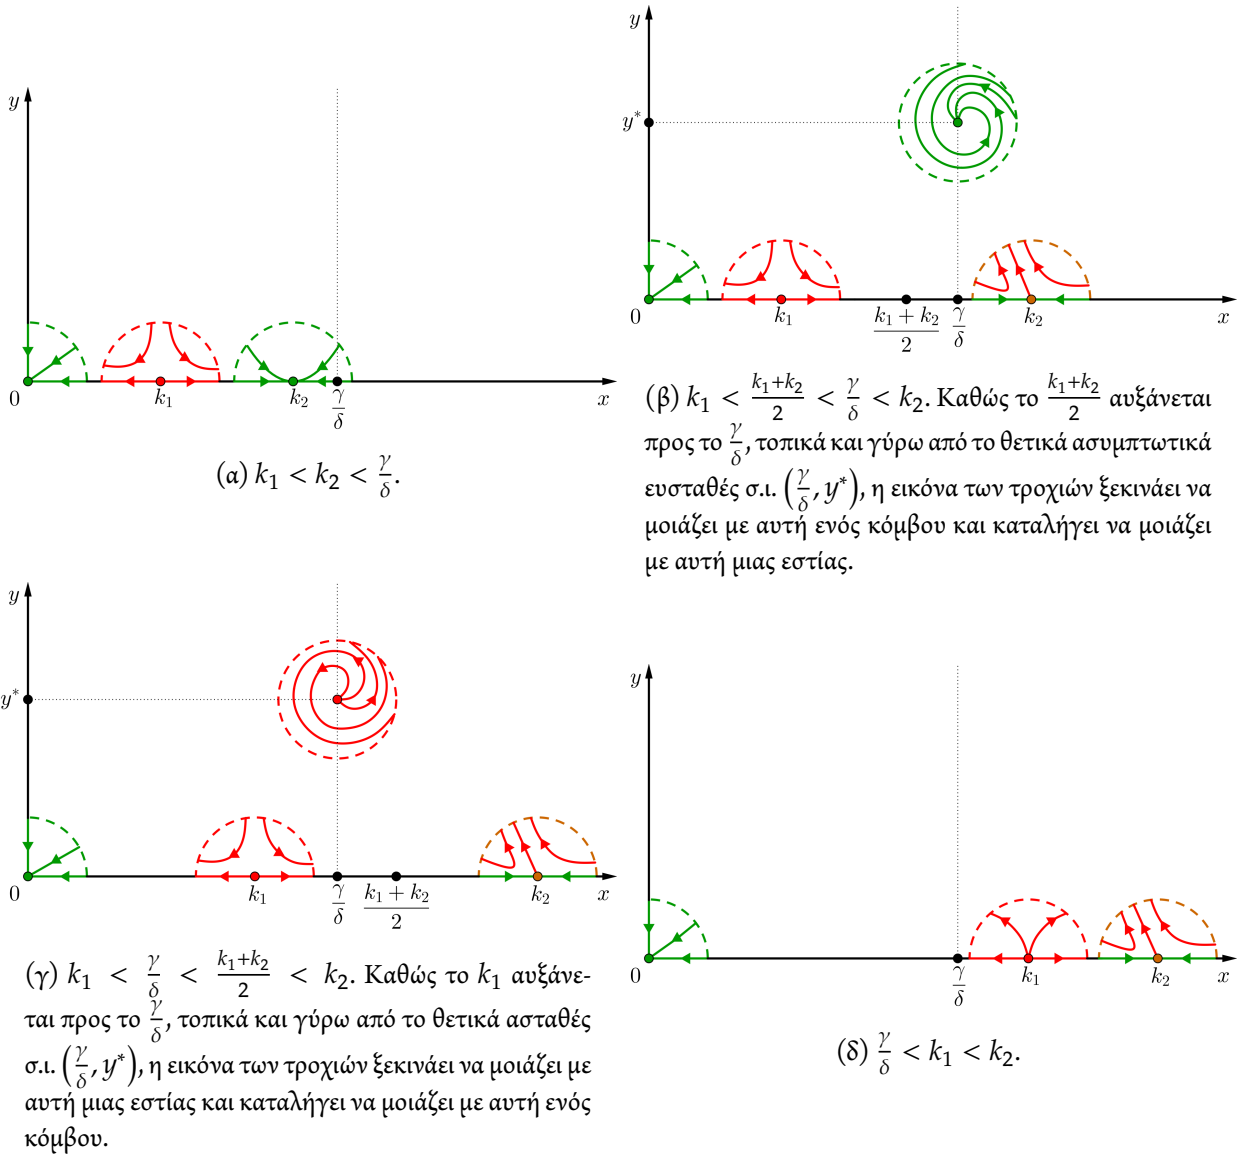 y
0
k₁
k₂
γ/δ
x
(α) k₁ < k₂ < γ/δ.
y
y*
0
k₁
(k₁ + k₂)/2
γ/δ
k₂
x
(β) k₁ < (k₁+k₂)/2 < γ/δ < k₂. Καθώς το (k₁+k₂)/2 αυξάνεται
προς το γ/δ, τοπικά και γύρω από το θετικά ασυμπτωτικά
ευσταθές σ.ι. (γ/δ, y*), η εικόνα των τροχιών ξεκινάει να
μοιάζει με αυτή ενός κόμβου και καταλήγει να μοιάζει
με αυτή μιας εστίας.
y
y*
0
k₁
γ/δ
(k₁ + k₂)/2
k₂
x
(γ) k₁ < γ/δ < (k₁+k₂)/2 < k₂. Καθώς το k₁ αυξάνε-
ται προς το γ/δ, τοπικά και γύρω από το θετικά ασταθές
σ.ι. (γ/δ, y*), η εικόνα των τροχιών ξεκινάει να μοιάζει με
αυτή μιας εστίας και καταλήγει να μοιάζει με αυτή ενός
κόμβου.
y
0
γ/δ
k₁
k₂
x
(δ) γ/δ < k₁ < k₂.